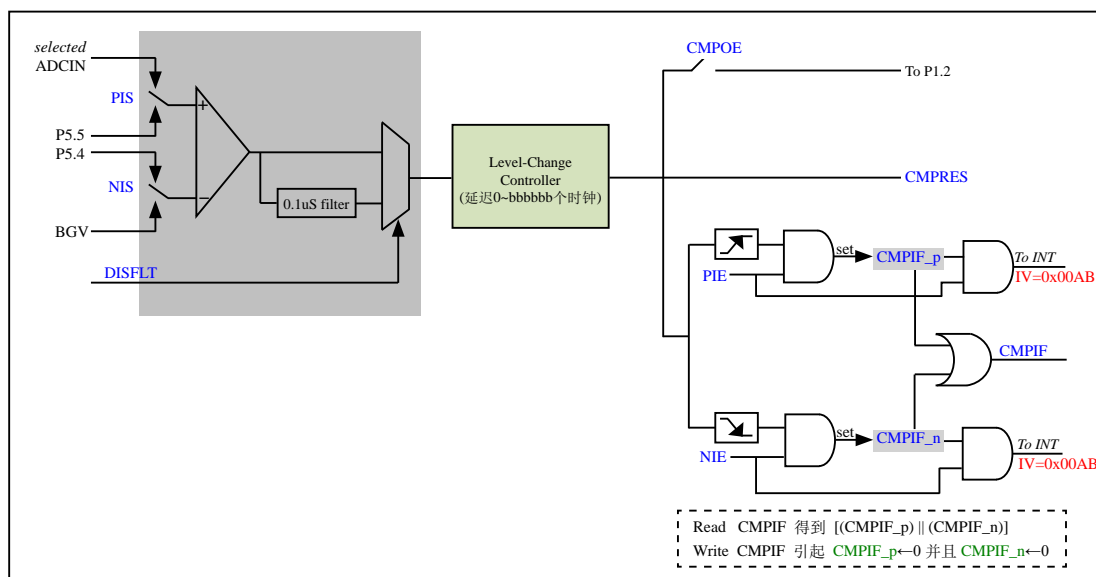 selected
ADCIN
PIS
P5.5
P5.4
NIS
BGV
DISFLT
+
−
0.1uS filter
Level-Change
Controller
(延迟0~bbbbbb个时钟)
CMPOE
To P1.2
CMPRES
PIE
set
CMPIF_p
To INT
IV=0x00AB
CMPIF
NIE
set
CMPIF_n
To INT
IV=0x00AB
Read CMPIF 得到 [(CMPIF_p) || (CMPIF_n)]
Write CMPIF 引起 CMPIF_p←0 并且 CMPIF_n←0